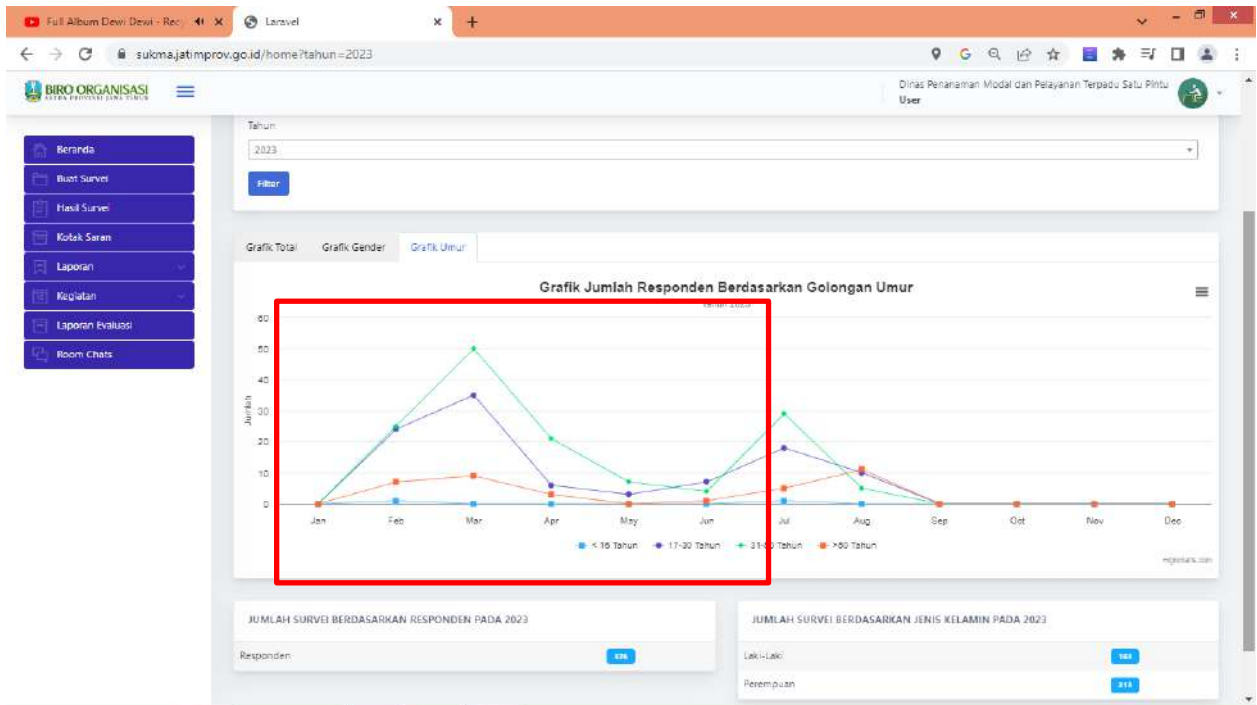 Full Album Dewi Dewi - Rec
Laravel
sukma.jatimprov.go.id/home?tahun=2023
BIRO ORGANISASI
Dinas Penanaman Modal dan Pelayanan Terpadu Satu Pintu
User
Beranda
Buat Survei
Hasil Survei
Kotak Saran
Laporan
Kegiatan
Laporan Evaluasi
Room Chats
Tahun
2023
Filter
Grafik Total Grafik Gender Grafik Umur
Grafik Jumlah Responden Berdasarkan Golongan Umur
Tahun 2023
60
50
40
30
20
10
0
Jumlah
Jan Feb Mar Apr May Jun Jul Aug Sep Oct Nov Dec
< 16 Tahun 17-30 Tahun Tahun >60 Tahun
JUMLAH SURVEI BERDASARKAN RESPONDEN PADA 2023
Responden
JUMLAH SURVEI BERDASARKAN JENIS KELAMIN PADA 2023
Laki-Laki
Perempuan